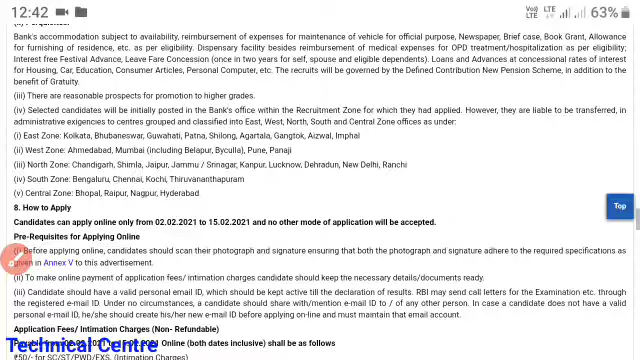 12:42
Voo) LTE
LTE
63%
(ii) Perquisites:
Bank's accommodation subject to availability, reimbursement of expenses for maintenance of vehicle for official purpose, Newspaper, Brief case, Book Grant, Allowance
for furnishing of residence, etc. as per eligibility. Dispensary facility besides reimbursement of medical expenses for OPD treatment/hospitalization as per eligibility;
Interest free Festival Advance, Leave Fare Concession (once in two years for self, spouse and eligible dependents). Loans and Advances at concessional rates of interest
for Housing, Car, Education, Consumer Articles, Personal Computer, etc. The recruits will be governed by the Defined Contribution New Pension Scheme, in addition to the
benefit of Gratuity.
(iii) There are reasonable prospects for promotion to higher grades.
(iv) Selected candidates will be initially posted in the Bank's office within the Recruitment Zone for which they had applied. However, they are liable to be transferred, in
administrative exigencies to centres grouped and classified into East, West, North, South and Central Zone offices as under:
(i) East Zone: Kolkata, Bhubaneswar, Guwahati, Patna, Shilong, Agartala, Gangtok, Aizwal, Imphal
(ii) West Zone: Ahmedabad, Mumbai (including Belapur, Byculla), Pune, Panaji
(iii) North Zone: Chandigarh, Shimla, Jaipur, Jammu / Srinagar, Kanpur, Lucknow, Dehradun, New Delhi, Ranchi
(iv) South Zone: Bengaluru, Chennai, Kochi, Thiruvananthapuram
(v) Central Zone: Bhopal, Raipur, Nagpur, Hyderabad
Top
8. How to Apply
Candidates can apply online only from 02.02.2021 to 15.02.2021 and no other mode of application will be accepted.
Pre-Requisites for Applying Online
(i) Before applying online, candidates should scan their photograph and signature ensuring that both the photograph and signature adhere to the required specifications as
given in Annex V to this advertisement.
(ii) To make online payment of application fees/ intimation charges candidate should keep the necessary details/documents ready.
(iii) Candidate should have a valid personal email ID, which should be kept active till the declaration of results. RBI may send call letters for the Examination etc. through
the registered e-mail ID. Under no circumstances, a candidate should share with/mention e-mail ID to / of any other person. In case a candidate does not have a valid
personal e-mail ID, he/she should create his/her new e-mail ID before applying on-line and must maintain that email account.
Application Fees/ Intimation Charges (Non- Refundable)
Payable from 02.02.2021 to 15.02.2021 Online (both dates inclusive) shall be as follows
Technical Centre
₹50/- for SC/ST/PWD/EXS. (Intimation Charges)